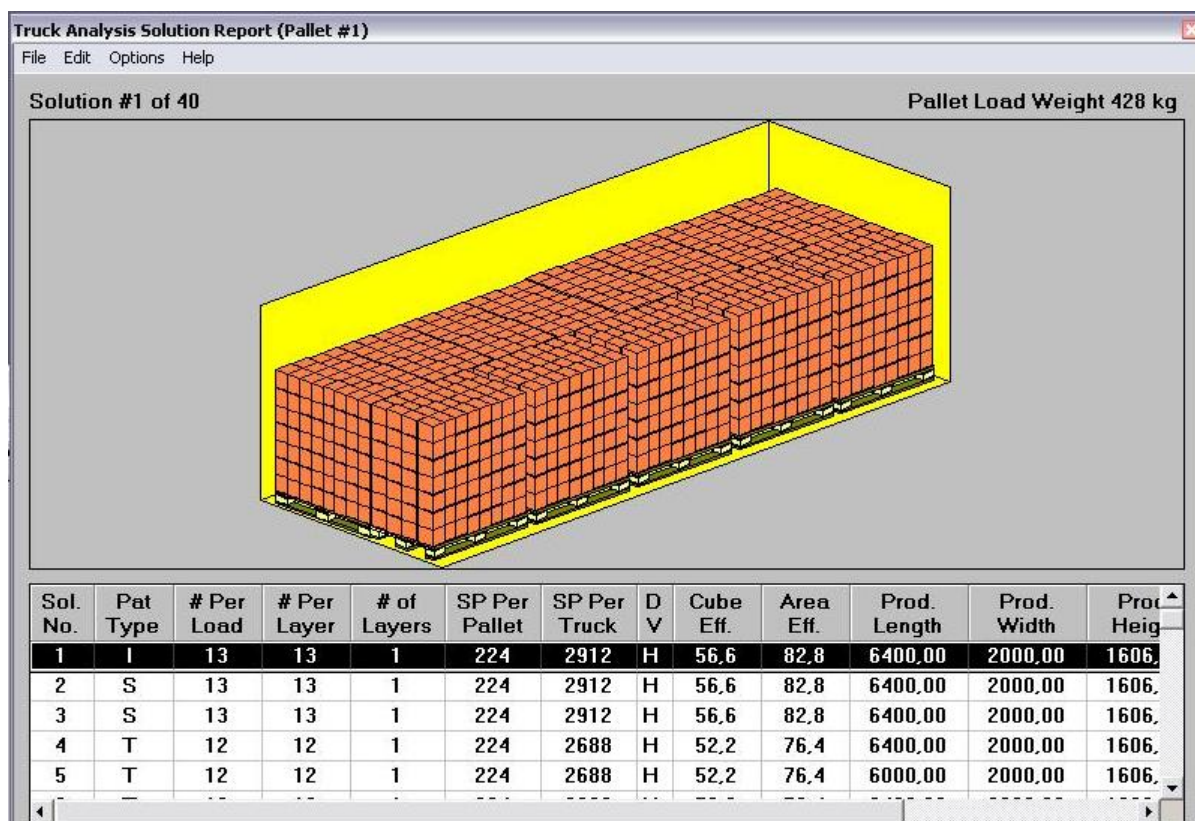 Truck Analysis Solution Report (Pallet #1)
File Edit Options Help
Solution #1 of 40 Pallet Load Weight 428 kg
Sol. No. Pat Type # Per Load # Per Layer # of Layers SP Per Pallet SP Per Truck D V Cube Eff. Area Eff. Prod. Length Prod. Width Prod Heig
1 I 13 13 1 224 2912 H 56,6 82,8 6400,00 2000,00 1606,
2 S 13 13 1 224 2912 H 56,6 82,8 6400,00 2000,00 1606,
3 S 13 13 1 224 2912 H 56,6 82,8 6400,00 2000,00 1606,
4 T 12 12 1 224 2688 H 52,2 76,4 6400,00 2000,00 1606,
5 T 12 12 1 224 2688 H 52,2 76,4 6000,00 2000,00 1606,